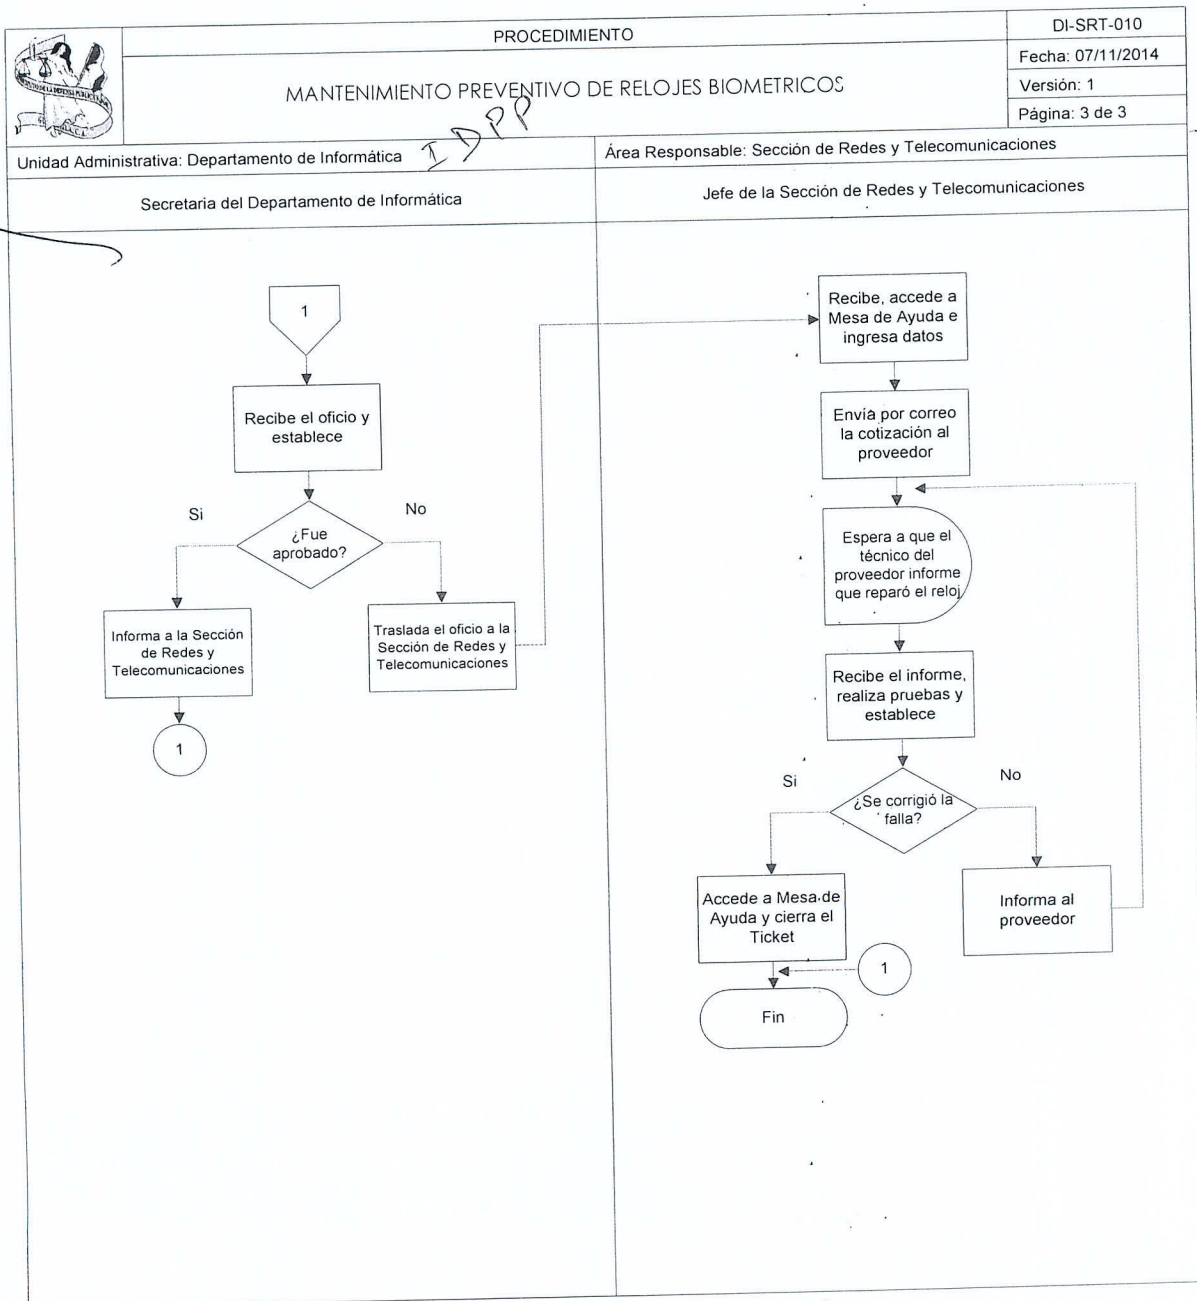 PROCEDIMIENTO
MANTENIMIENTO PREVENTIVO DE RELOJES BIOMETRICOS
DI-SRT-010
Fecha: 07/11/2014
Versión: 1
Página: 3 de 3
IDPP
Unidad Administrativa: Departamento de Informática
Área Responsable: Sección de Redes y Telecomunicaciones
Secretaria del Departamento de Informática
Jefe de la Sección de Redes y Telecomunicaciones
1
Recibe el oficio y
establece
¿Fue
aprobado?
Si
No
Informa a la Sección
de Redes y
Telecomunicaciones
Traslada el oficio a la
Sección de Redes y
Telecomunicaciones
1
Recibe, accede a
Mesa de Ayuda e
ingresa datos
Envía por correo
la cotización al
proveedor
Espera a que el
técnico del
proveedor informe
que reparó el reloj
Recibe el informe,
realiza pruebas y
establece
Si
No
¿Se corrigió la
falla?
Accede a Mesa de
Ayuda y cierra el
Ticket
Informa al
proveedor
1
Fin